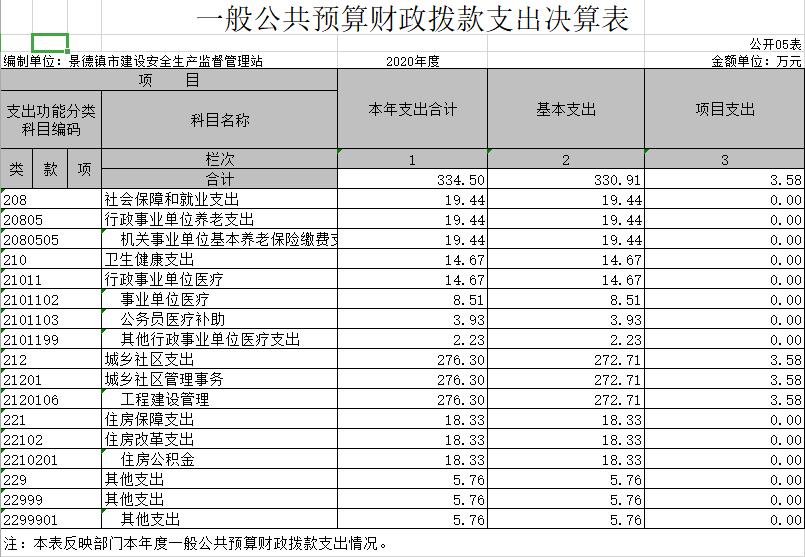 一般公共预算财政拨款支出决算表
公开05表
编制单位：景德镇市建设安全生产监督管理站 2020年度 金额单位：万元
项 目 本年支出合计 基本支出 项目支出
支出功能分类科目编码 科目名称
类 款 项 栏次 1 2 3
合计 334.50 330.91 3.58
208 社会保障和就业支出 19.44 19.44 0.00
20805 行政事业单位养老支出 19.44 19.44 0.00
2080505 机关事业单位基本养老保险缴费支 19.44 19.44 0.00
210 卫生健康支出 14.67 14.67 0.00
21011 行政事业单位医疗 14.67 14.67 0.00
2101102 事业单位医疗 8.51 8.51 0.00
2101103 公务员医疗补助 3.93 3.93 0.00
2101199 其他行政事业单位医疗支出 2.23 2.23 0.00
212 城乡社区支出 276.30 272.71 3.58
21201 城乡社区管理事务 276.30 272.71 3.58
2120106 工程建设管理 276.30 272.71 3.58
221 住房保障支出 18.33 18.33 0.00
22102 住房改革支出 18.33 18.33 0.00
2210201 住房公积金 18.33 18.33 0.00
229 其他支出 5.76 5.76 0.00
22999 其他支出 5.76 5.76 0.00
2299901 其他支出 5.76 5.76 0.00
注：本表反映部门本年度一般公共预算财政拨款支出情况。